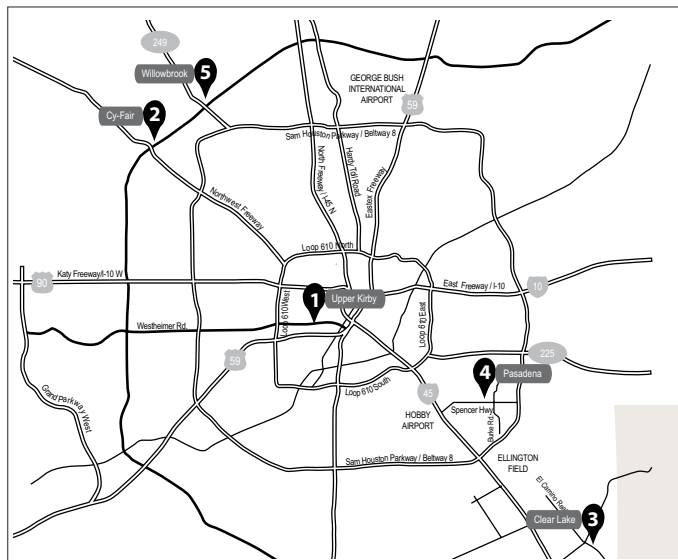 249
Willowbrook
5
GEORGE BUSH
INTERNATIONAL
AIRPORT
59
Cy-Fair
2
Sam Houston Parkway / Beltway 8
North Freeway / I-45 N
Hardy Toll Road
Eastex Freeway
Northwest Freeway
Loop 610 North
Katy Freeway/I-10 W
90
East Freeway / I-10
10
1
Upper Kirby
Loop 610 West
Westheimer Rd.
Loop 610 East
59
225
4
Pasadena
Loop 610 South
45
Grand Parkway West
HOBBY
AIRPORT
Spencer Hwy.
Burke Rd.
Sam Houston Parkway / Beltway 8
ELLINGTON
FIELD
El Camino Real
Clear Lake
3